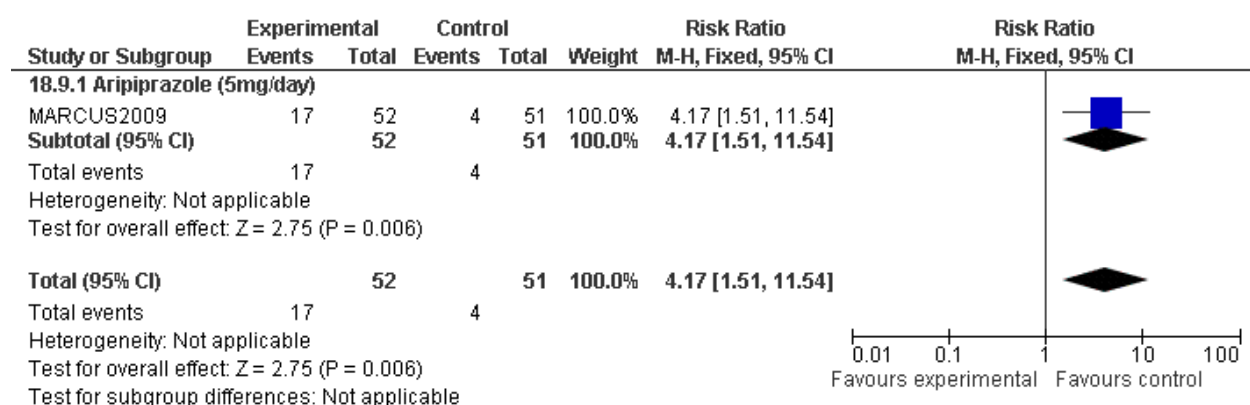 Experimental Control Risk Ratio Risk Ratio
Study or Subgroup Events Total Events Total Weight M-H, Fixed, 95% CI M-H, Fixed, 95% CI
18.9.1 Aripiprazole (5mg/day)
MARCUS2009 17 52 4 51 100.0% 4.17 [1.51, 11.54]
Subtotal (95% CI) 52 51 100.0% 4.17 [1.51, 11.54]
Total events 17 4
Heterogeneity: Not applicable
Test for overall effect: Z = 2.75 (P = 0.006)
Total (95% CI) 52 51 100.0% 4.17 [1.51, 11.54]
Total events 17 4
Heterogeneity: Not applicable
Test for overall effect: Z = 2.75 (P = 0.006)
Test for subgroup differences: Not applicable
0.01 0.1 1 10 100
Favours experimental Favours control